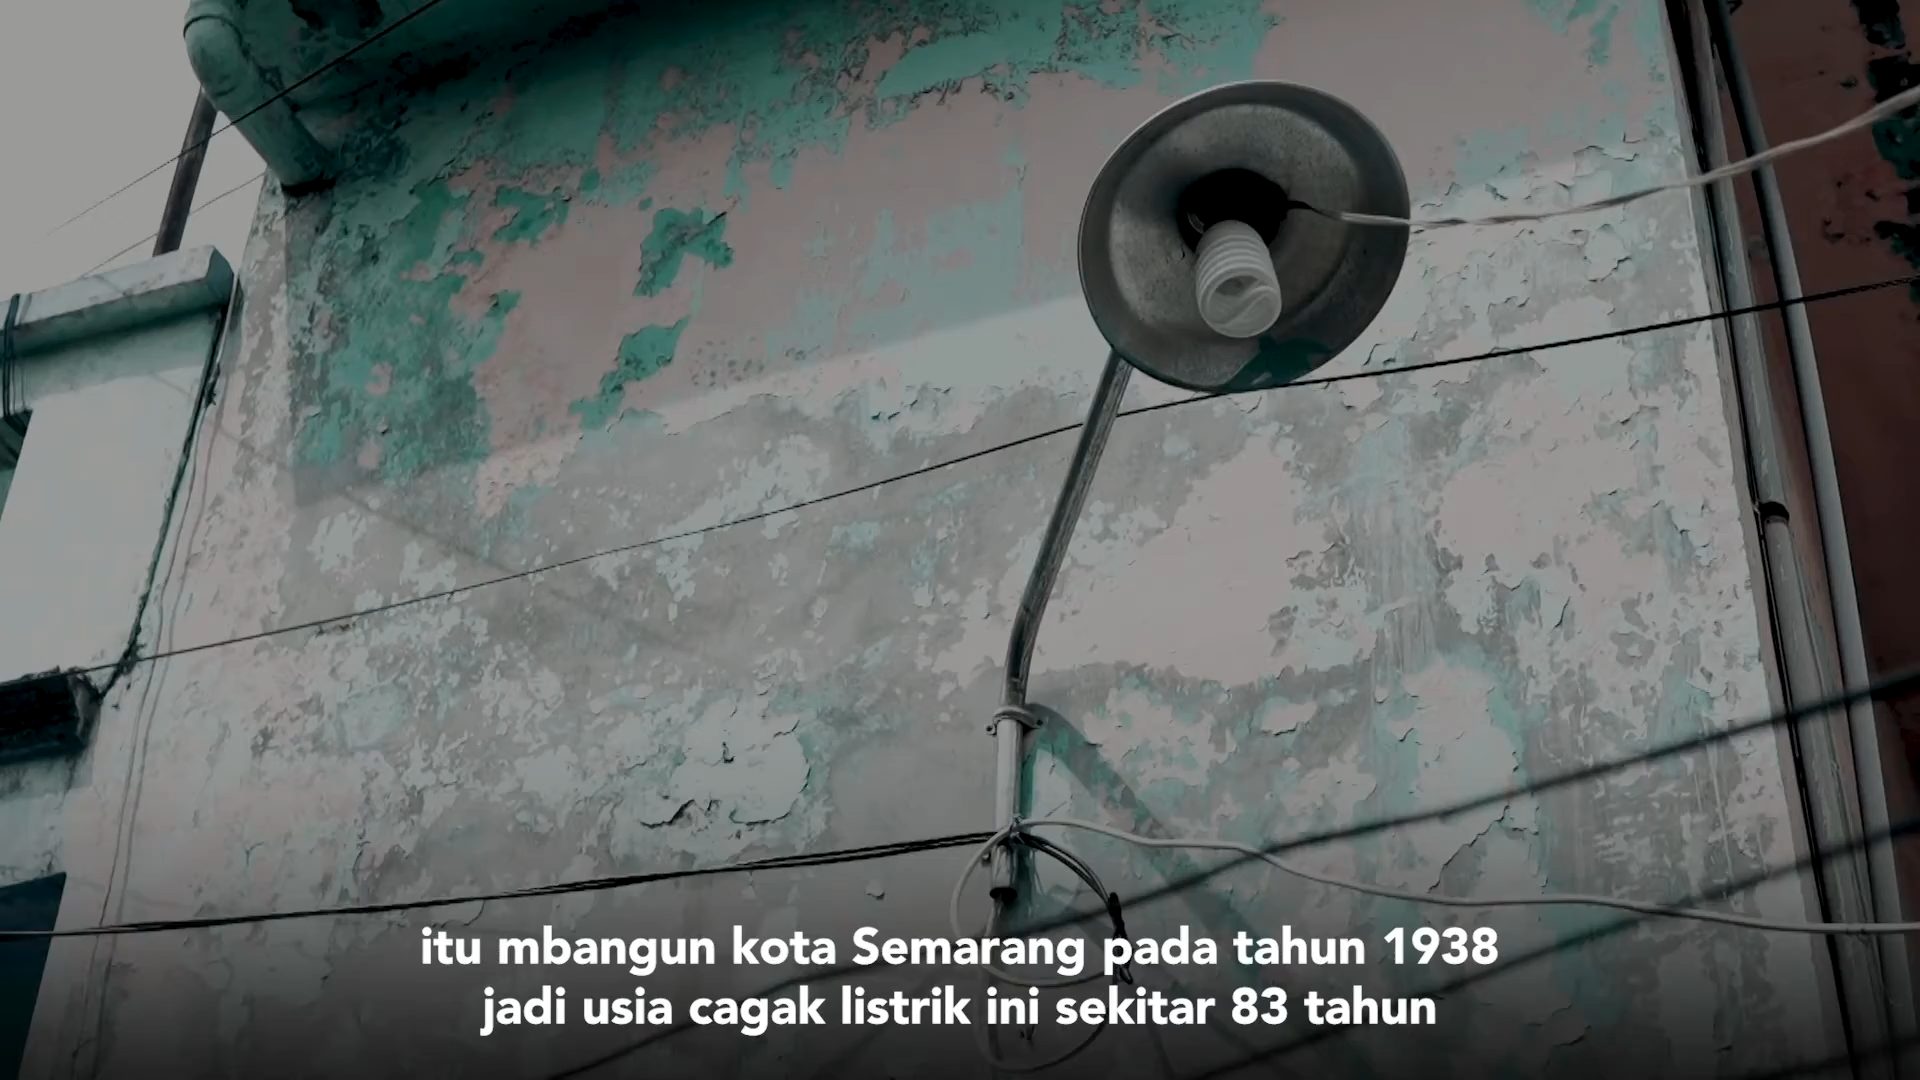 itu mbangun kota Semarang pada tahun 1938
jadi usia cagak listrik ini sekitar 83 tahun